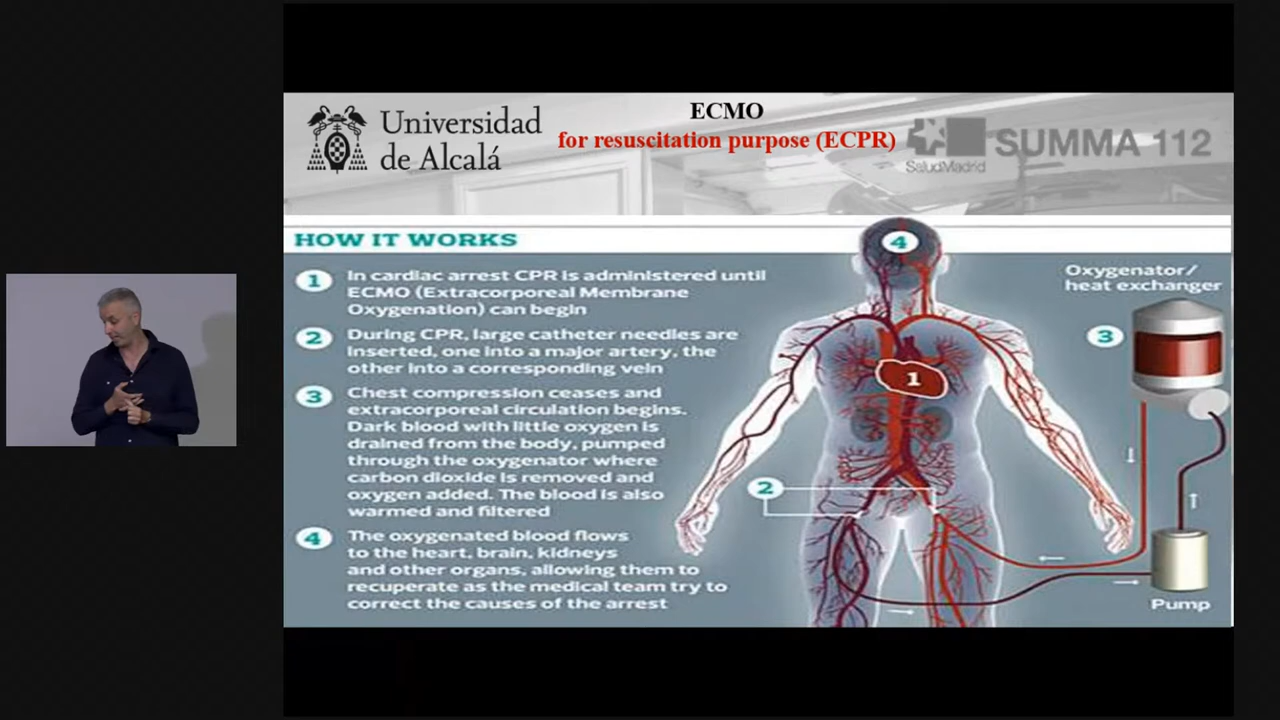 Universidad
de Alcalá
ECMO
for resuscitation purpose (ECPR)
SaludMadrid
SUMMA 112
HOW IT WORKS
1 In cardiac arrest CPR is administered until
ECMO (Extracorporeal Membrane
Oxygenation) can begin
2 During CPR, large catheter needles are
inserted, one into a major artery, the
other into a corresponding vein
3 Chest compression ceases and
extracorporeal circulation begins.
Dark blood with little oxygen is
drained from the body, pumped
through the oxygenator where
carbon dioxide is removed and
oxygen added. The blood is also
warmed and filtered
4 The oxygenated blood flows
to the heart, brain, kidneys
and other organs, allowing them to
recuperate as the medical team try to
correct the causes of the arrest
4
1
2
Oxygenator/
heat exchanger
3
Pump